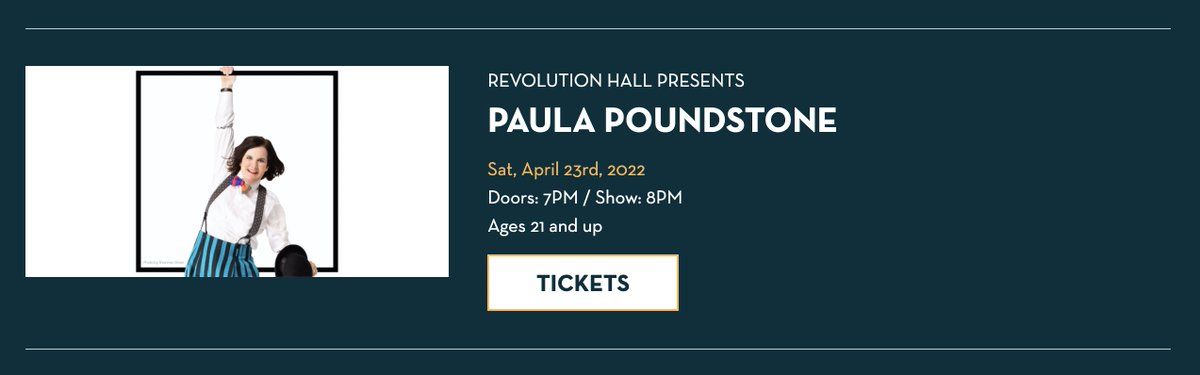 REVOLUTION HALL PRESENTS
PAULA POUNDSTONE
Sat, April 23rd, 2022
Doors: 7PM / Show: 8PM
Ages 21 and up
TICKETS